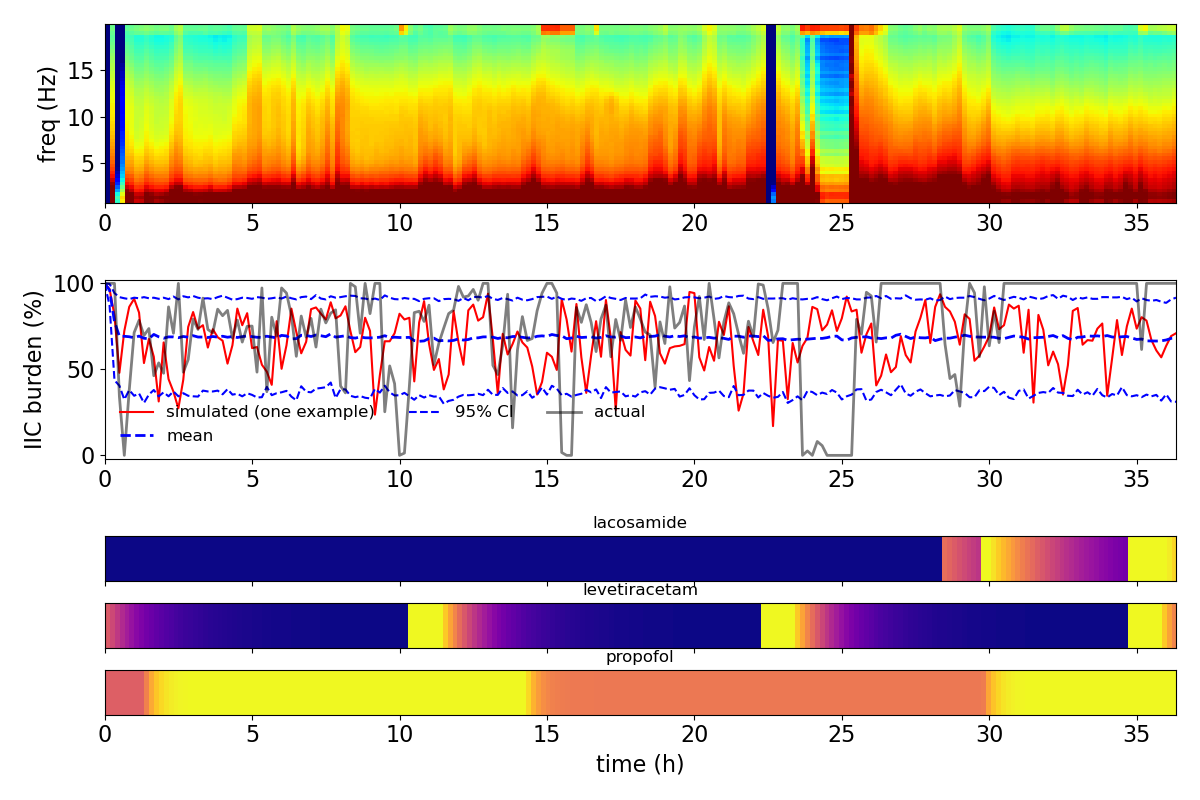 freq (Hz)
15
10
5
0 5 10 15 20 25 30 35
IIC burden (%)
100
50
0
simulated (one example) 95% CI actual
mean
0 5 10 15 20 25 30 35
lacosamide
levetiracetam
propofol
0 5 10 15 20 25 30 35
time (h)